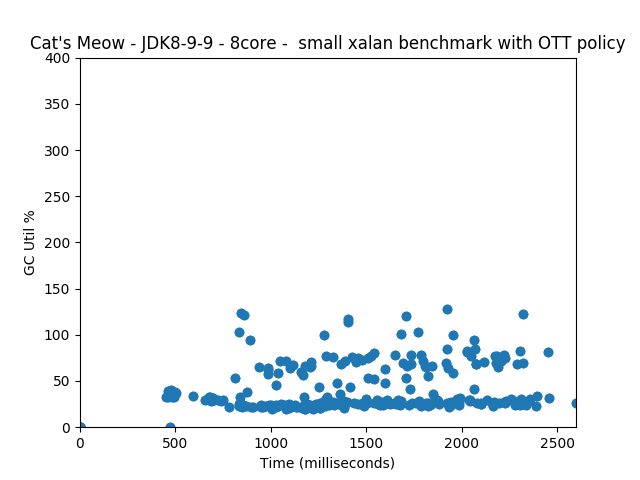 Cat's Meow - JDK8-9-9 - 8core -  small xalan benchmark with OTT policy
400
350
300
250
200
150
100
50
0
GC Util %
0 500 1000 1500 2000 2500
Time (milliseconds)